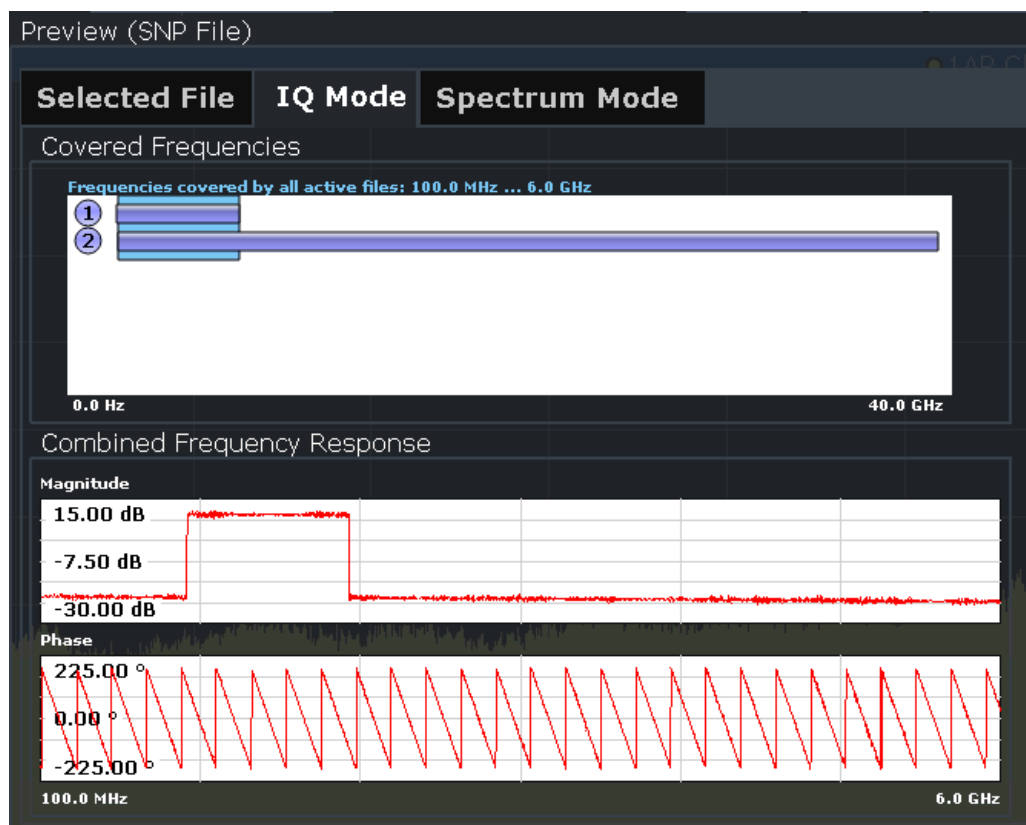 Preview (SNP File)
1AP Cl
Selected File IQ Mode Spectrum Mode
Covered Frequencies
Frequencies covered by all active files: 100.0 MHz ... 6.0 GHz
1
2
0.0 Hz 40.0 GHz
Combined Frequency Response
Magnitude
15.00 dB
-7.50 dB
-30.00 dB
Phase
225.00 °
0.00 °
-225.00 °
100.0 MHz 6.0 GHz